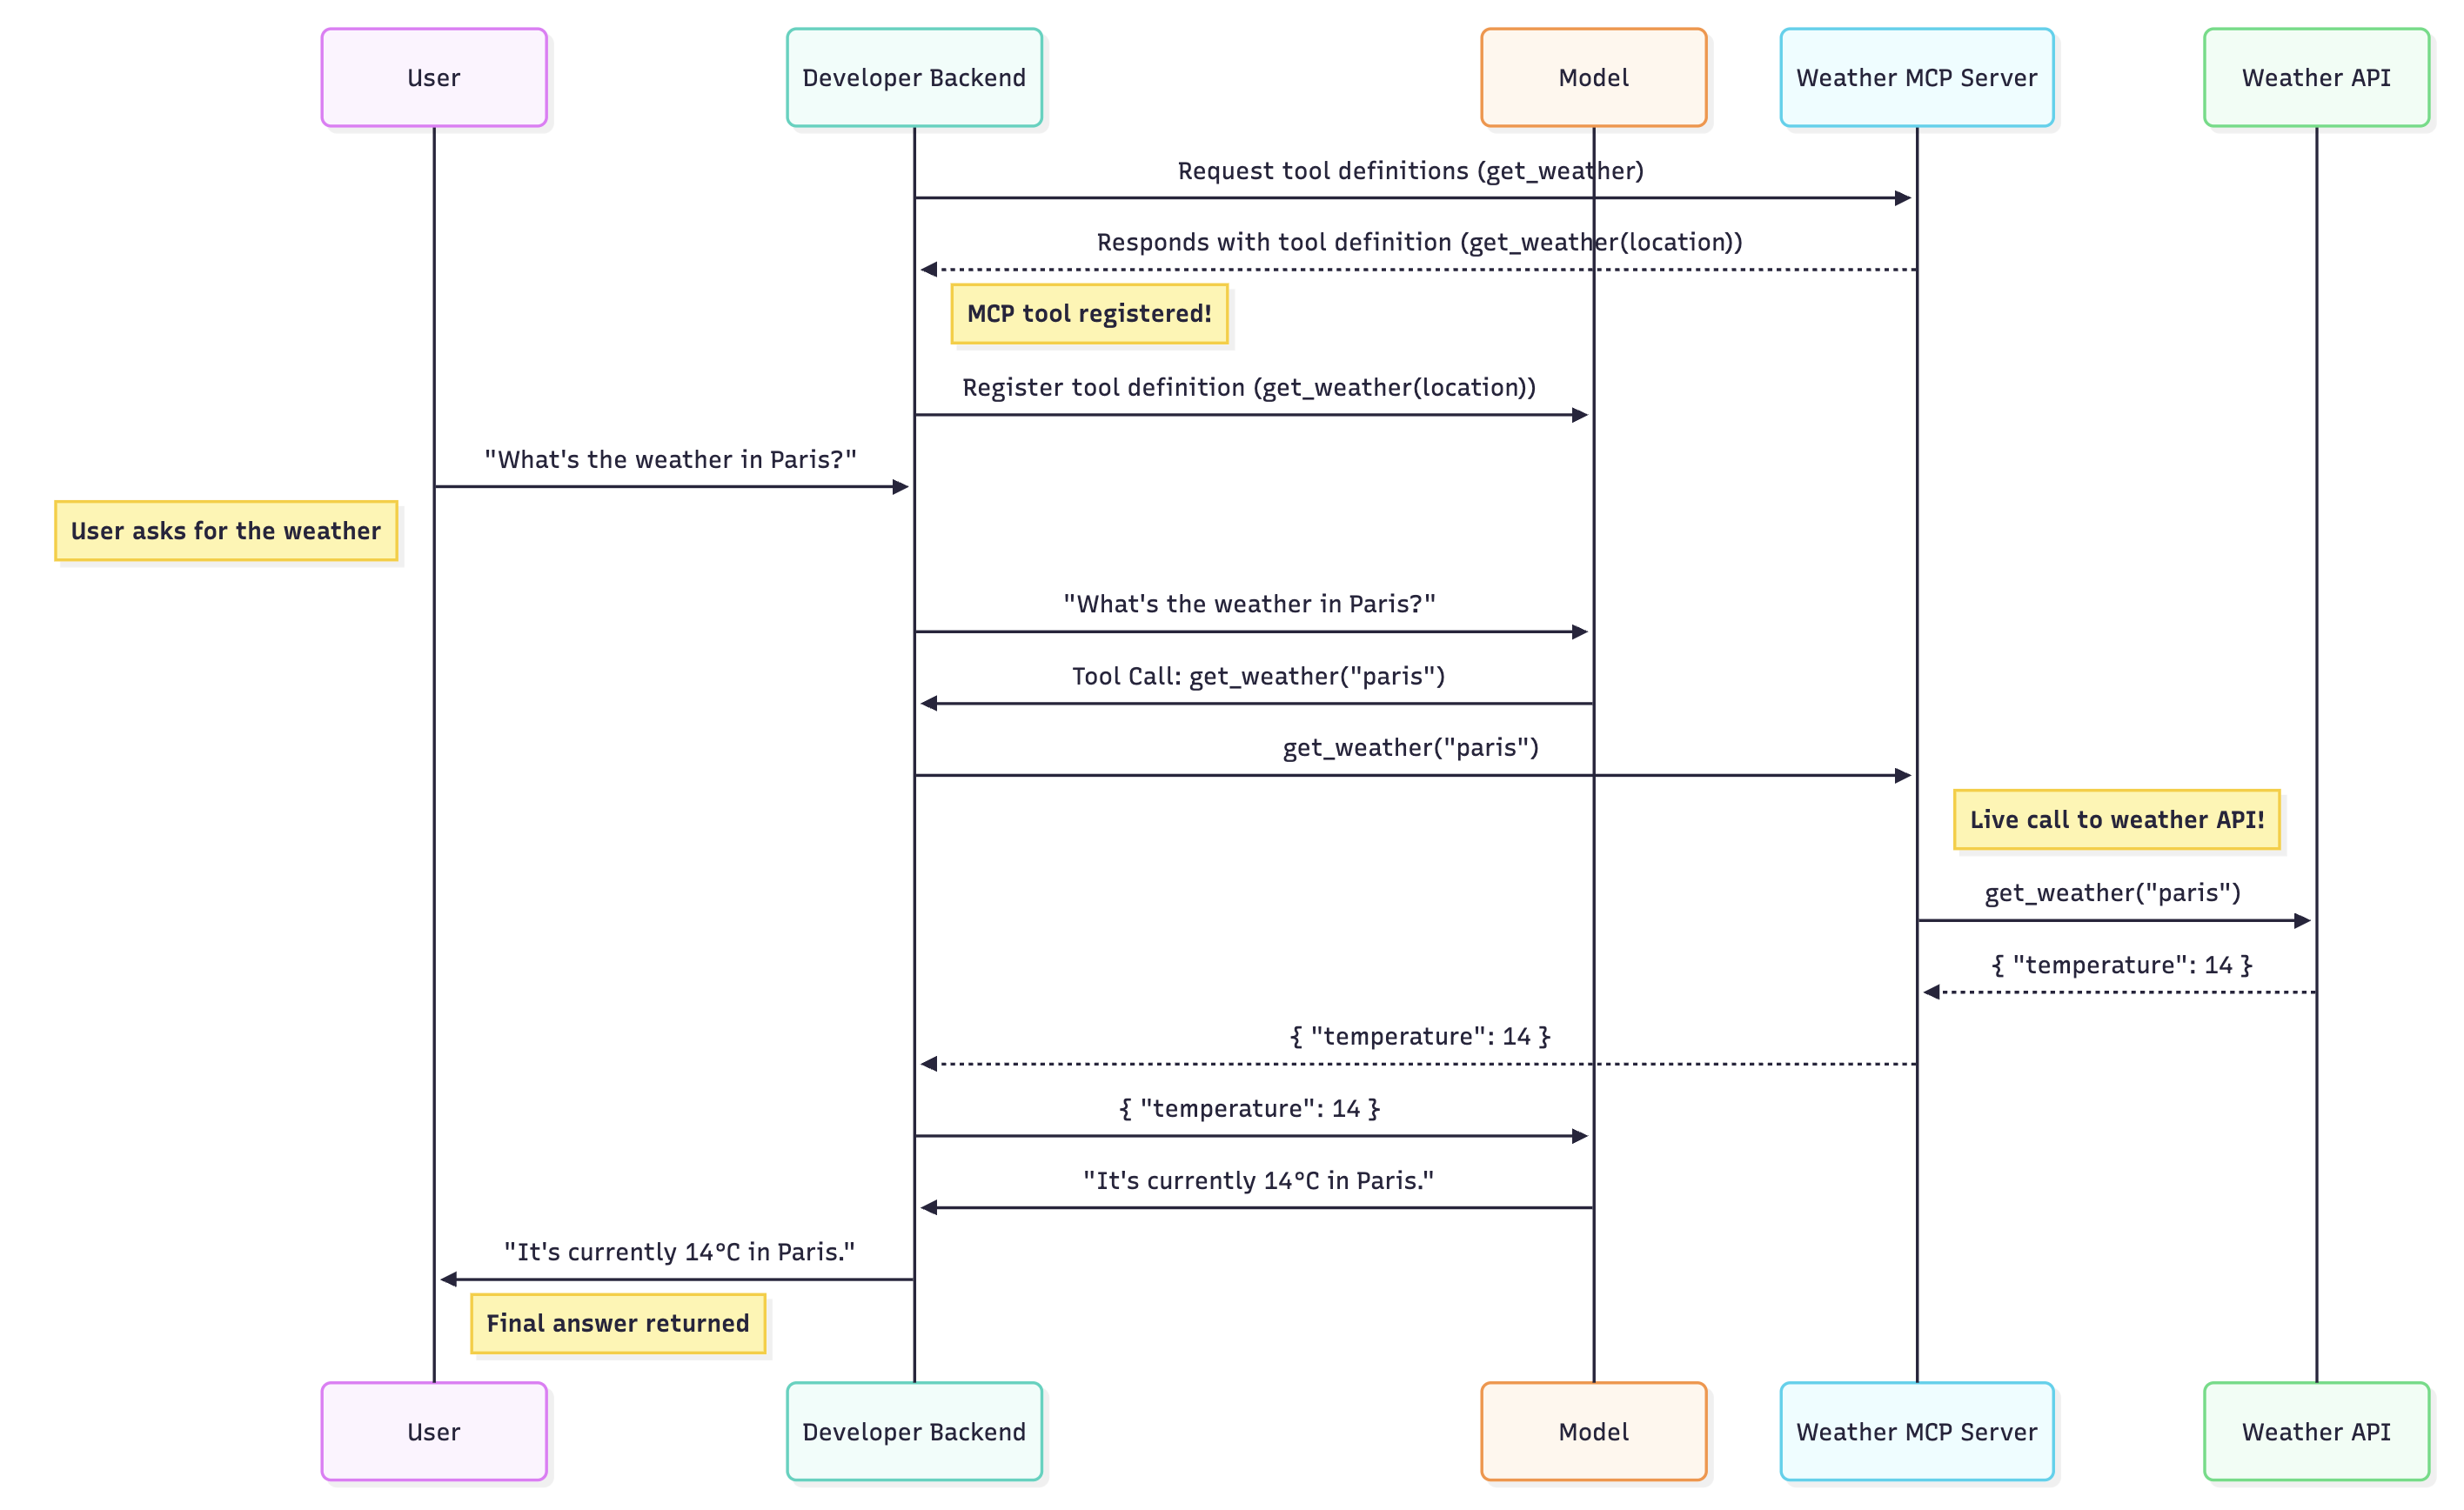 User
Developer Backend
Model
Weather MCP Server
Weather API
Request tool definitions (get_weather)
Responds with tool definition (get_weather(location))
MCP tool registered!
Register tool definition (get_weather(location))
"What's the weather in Paris?"
User asks for the weather
"What's the weather in Paris?"
Tool Call: get_weather("paris")
get_weather("paris")
Live call to weather API!
get_weather("paris")
{ "temperature": 14 }
{ "temperature": 14 }
{ "temperature": 14 }
"It's currently 14°C in Paris."
"It's currently 14°C in Paris."
Final answer returned
User
Developer Backend
Model
Weather MCP Server
Weather API